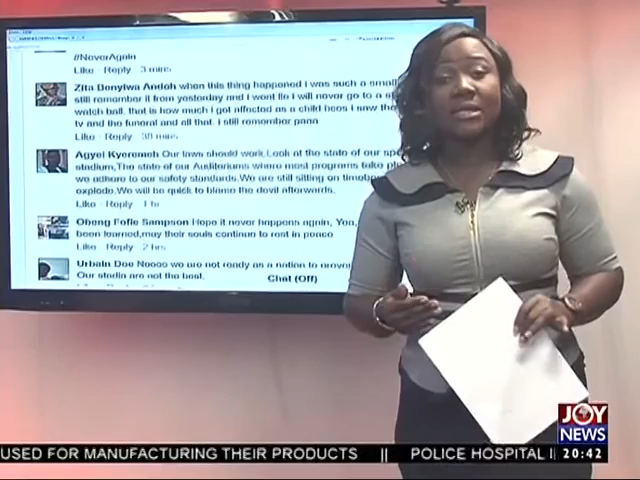 #NeverAgain
Like · Reply · 3 mins
Zita Denyiwa Andoh when this thing happened i was such a small
still remember it from yesterday and i wont lie i will never go to a
watch ball. that is how much i got affected as a child bcos i saw the
tv and the funeral and all that. i still remember paaa
Like · Reply · 38 mins
Agyei Kyereneh Our laws should work.Look at the state of our
stadium,The state of our Auditoriums where most programs take
we adhere to our safety standards.We are still sitting on
explode.We will be quick to blame the devil afterwards.
Like · Reply · 1 hr
Obeng Fofie Sampson Hope it never happens again,
been learned,may their souls continue to rest in peace
Like · Reply · 2 hrs
Urbain Doe Noooo we are not ready as a nation to
Our stadia are not the best.
Chat (Off)
JOY
NEWS
20:42
USED FOR MANUFACTURING THEIR PRODUCTS || POLICE HOSPITAL